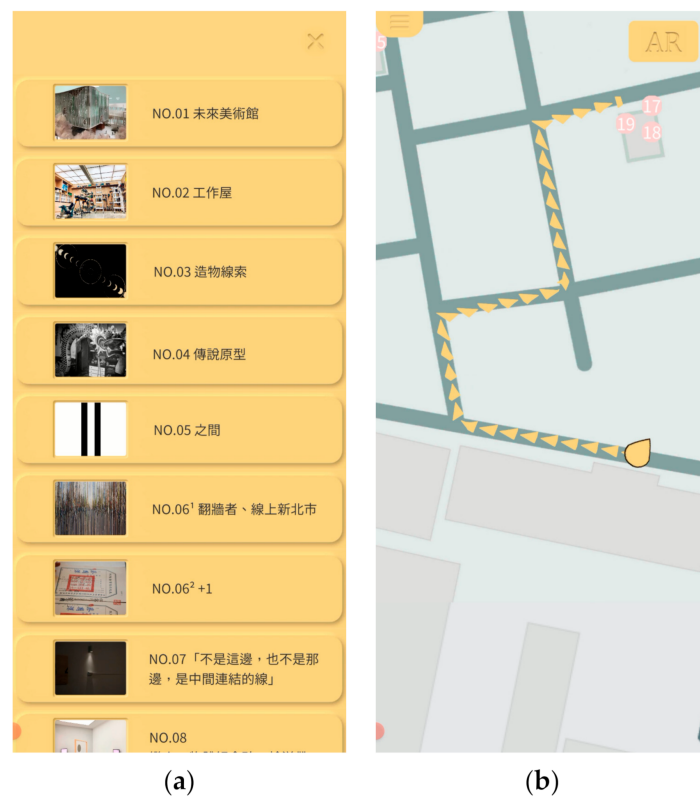 NO.01 未來美術館
NO.02 工作屋
NO.03 造物線索
NO.04 傳說原型
NO.05 之間
NO.06¹ 翻牆者、線上新北市
NO.06² +1
NO.07「不是這邊，也不是那
邊，是中間連結的線」
NO.08
(a)
5
AR
17
19
18
(b)